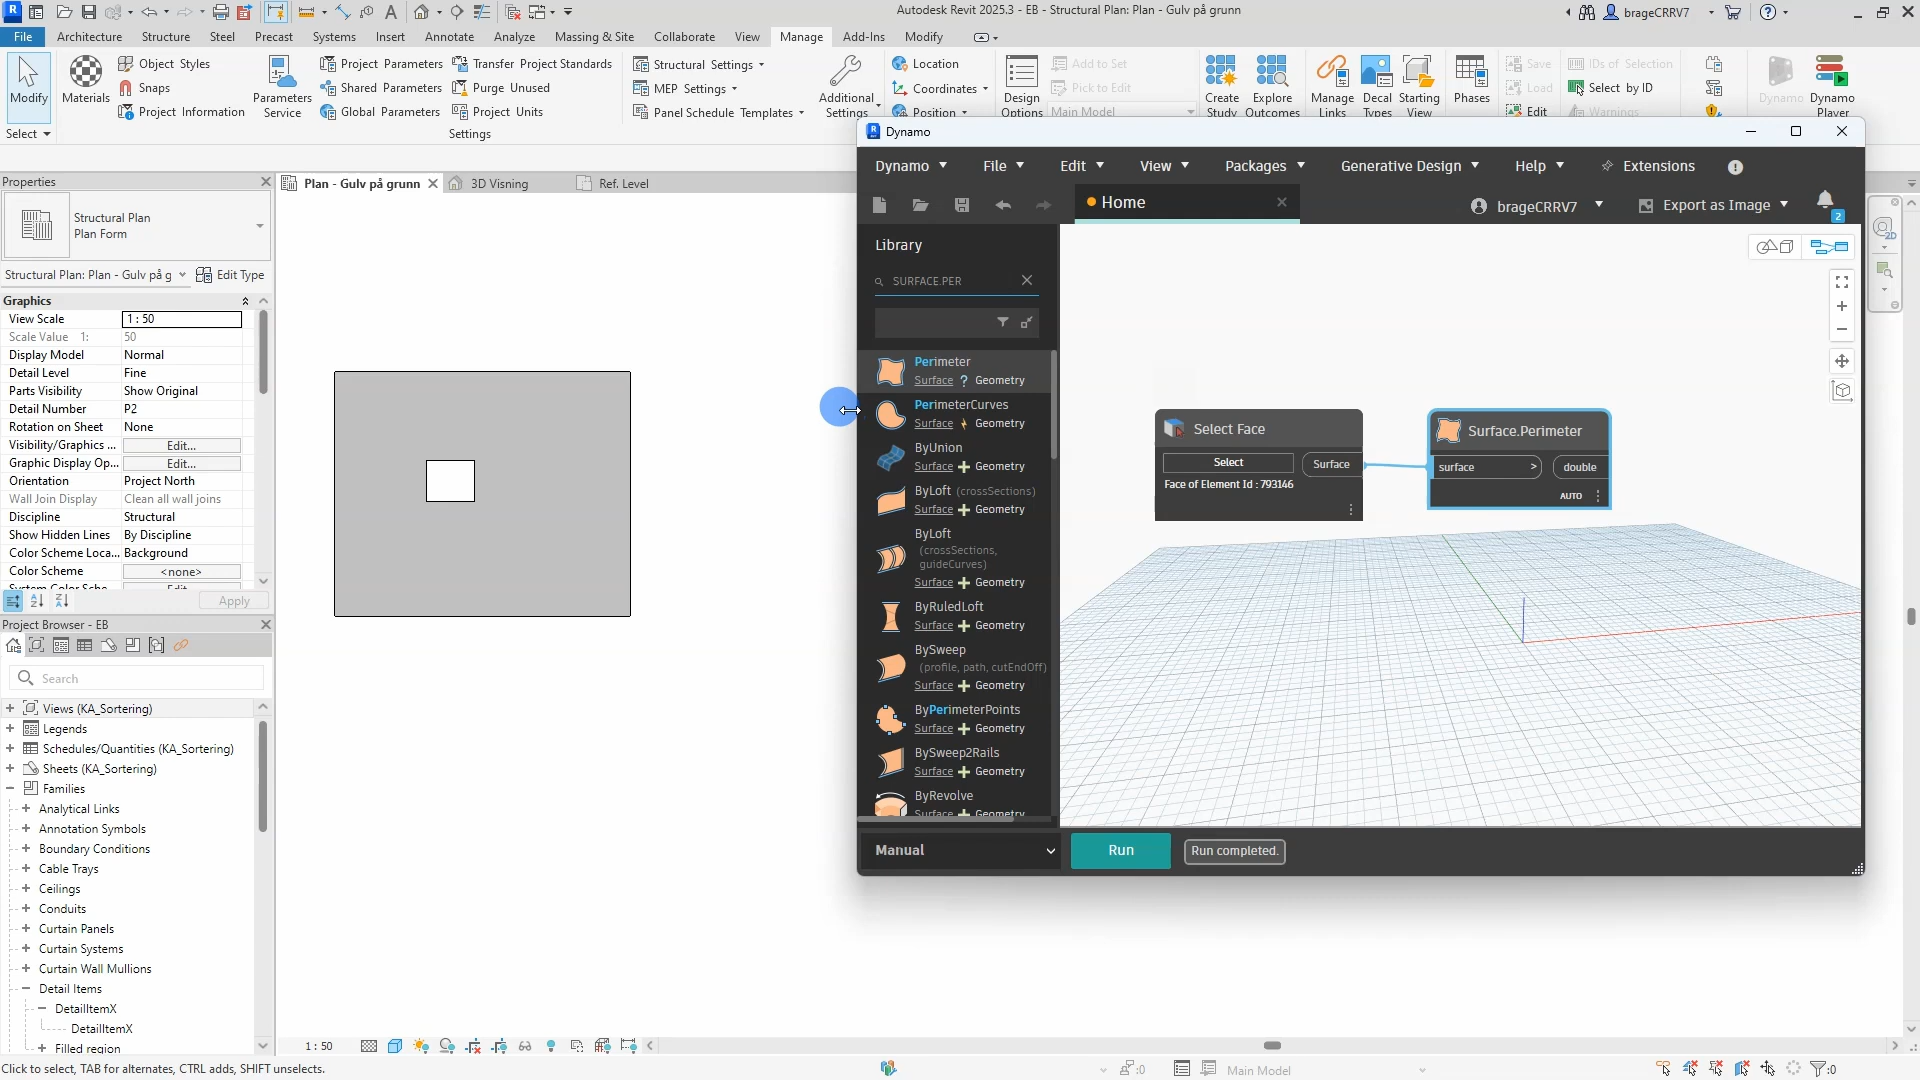 Autodesk Revit 2025.3 - EB - Structural Plan: Plan - Gulv på grunn
brageCRRV7
File Architecture Structure Steel Precast Systems Insert Annotate Analyze Massing & Site Collaborate View Manage Add-Ins Modify
Modify
Select
Materials
Object Styles
Snaps
Project Information
Parameters
Service
Project Parameters
Shared Parameters
Global Parameters
Transfer Project Standards
Purge Unused
Project Units
Settings
Structural Settings
MEP Settings
Panel Schedule Templates
Additional
Settings
Location
Coordinates
Position
Design
Options
Add to Set
Pick to Edit
Main Model
Create
Study
Explore
Outcomes
Manage
Links
Decal
Types
Starting
View
Phases
Save
Load
Edit
IDs of Selection
Select by ID
Warnings
Dynamo
Dynamo
Player
Properties
Structural Plan
Plan Form
Structural Plan: Plan - Gulv på g
Edit Type
Graphics
View Scale 1 : 50
Scale Value 1: 50
Display Model Normal
Detail Level Fine
Parts Visibility Show Original
Detail Number P2
Rotation on Sheet None
Visibility/Graphics ... Edit...
Graphic Display Op... Edit...
Orientation Project North
Wall Join Display Clean all wall joins
Discipline Structural
Show Hidden Lines By Discipline
Color Scheme Loca... Background
Color Scheme <none>
System Color Sche... Edit...
Apply
Project Browser - EB
Search
Views (KA_Sortering)
Legends
Schedules/Quantities (KA_Sortering)
Sheets (KA_Sortering)
Families
Analytical Links
Annotation Symbols
Boundary Conditions
Cable Trays
Ceilings
Conduits
Curtain Panels
Curtain Systems
Curtain Wall Mullions
Detail Items
DetailItemX
DetailItemX
Filled region
Plan - Gulv på grunn
3D Visning
Ref. Level
Dynamo
Dynamo File Edit View Packages Generative Design Help Extensions
Home
brageCRRV7
Export as Image
2
Library
SURFACE.PER
Perimeter
Surface ? Geometry
PerimeterCurves
Surface Geometry
ByUnion
Surface + Geometry
ByLoft (crossSections)
Surface + Geometry
ByLoft
(crossSections,
guideCurves)
Surface + Geometry
ByRuledLoft
Surface + Geometry
BySweep
(profile, path, cutEndOff)
Surface + Geometry
ByPerimeterPoints
Surface + Geometry
BySweep2Rails
Surface + Geometry
ByRevolve
Surface + Geometry
Select Face
Select
Surface
Face of Element Id : 793146
Surface.Perimeter
surface >
double
AUTO
Manual
Run
Run completed.
1 : 50
Click to select, TAB for alternates, CTRL adds, SHIFT unselects.
:0
Main Model
:0